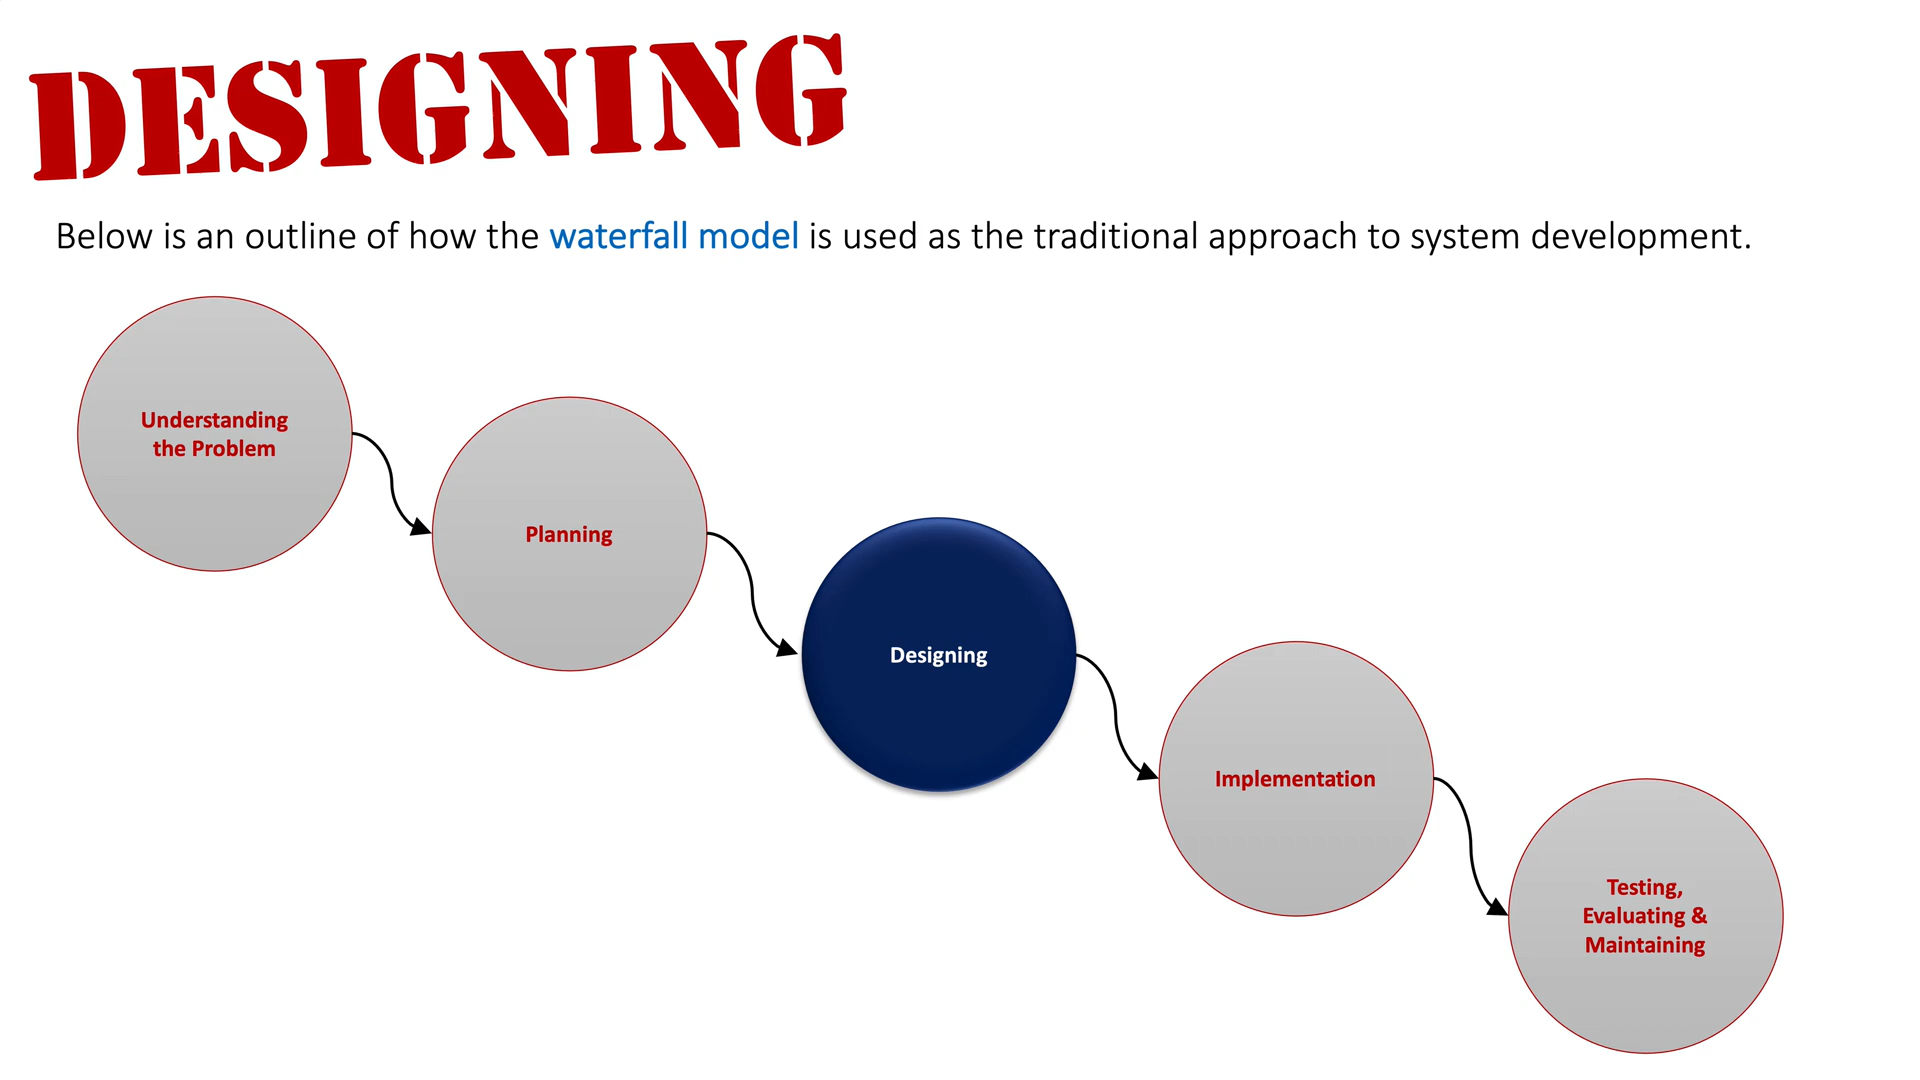 DESIGNING
Below is an outline of how the waterfall model is used as the traditional approach to system development.
Understanding
the Problem
Planning
Designing
Implementation
Testing,
Evaluating &
Maintaining